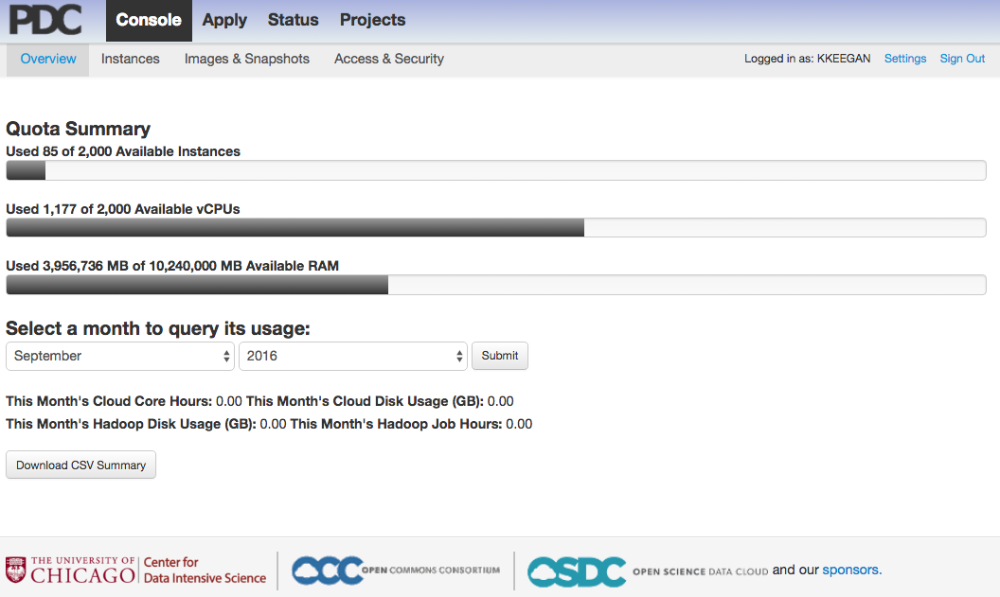 PDC Console Apply Status Projects
Overview Instances Images & Snapshots Access & Security Logged in as: KKEEGAN Settings Sign Out
Quota Summary
Used 85 of 2,000 Available Instances
Used 1,177 of 2,000 Available vCPUs
Used 3,956,736 MB of 10,240,000 MB Available RAM
Select a month to query its usage:
September 2016 Submit
This Month's Cloud Core Hours: 0.00 This Month's Cloud Disk Usage (GB): 0.00
This Month's Hadoop Disk Usage (GB): 0.00 This Month's Hadoop Job Hours: 0.00
Download CSV Summary
THE UNIVERSITY OF CHICAGO Center for Data Intensive Science
OCC OPEN COMMONS CONSORTIUM
OSDC OPEN SCIENCE DATA CLOUD and our sponsors.